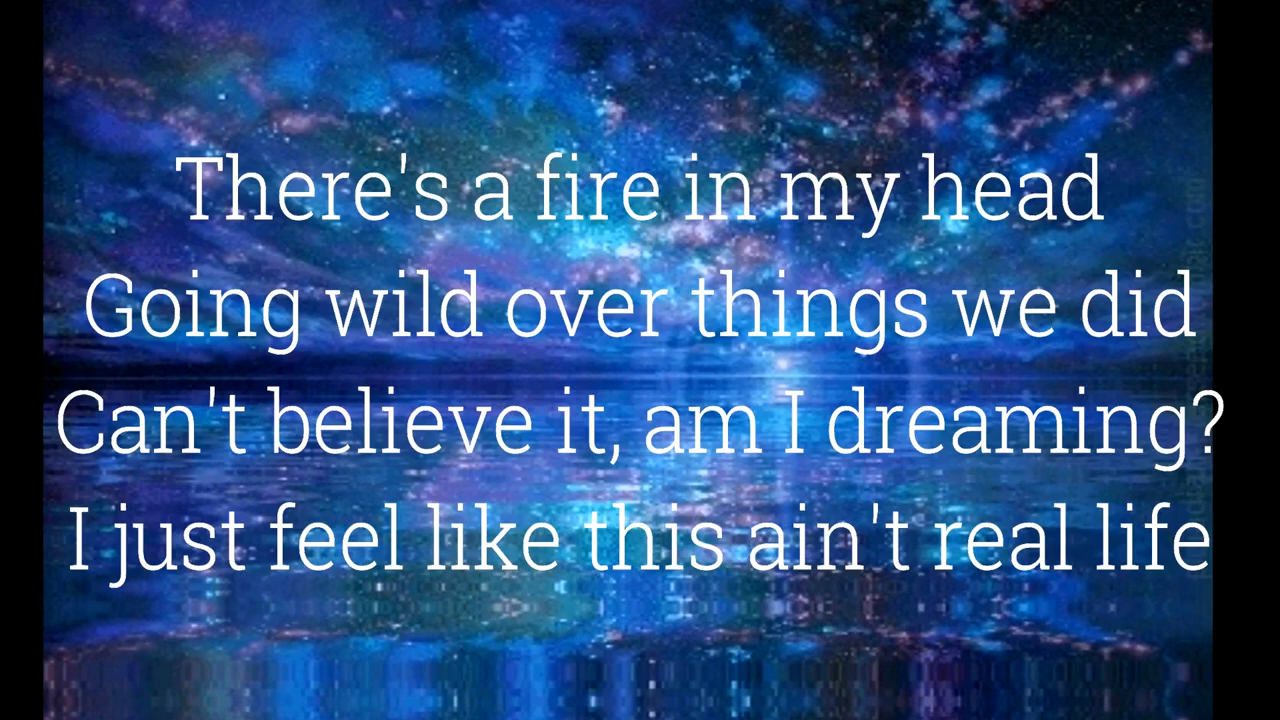 There's a fire in my head
Going wild over things we did
Can't believe it, am I dreaming?
I just feel like this ain't real life